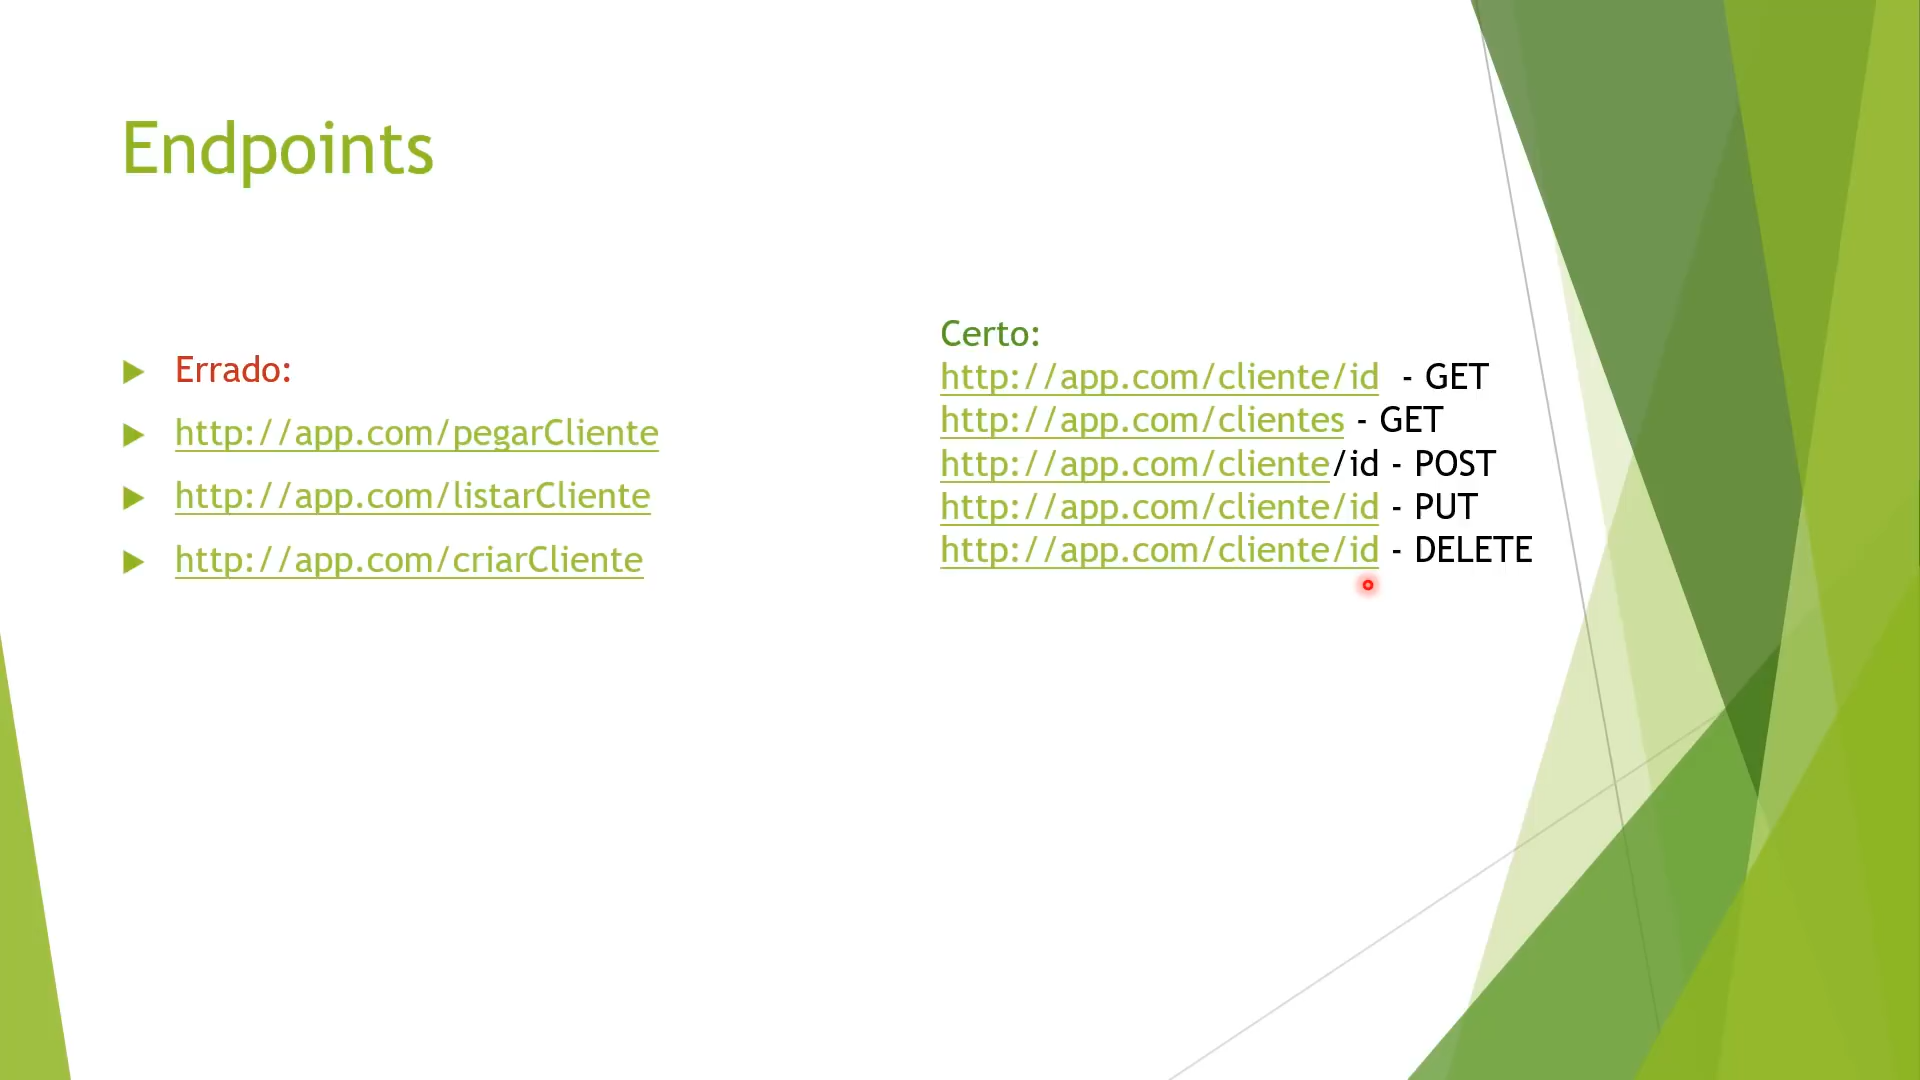 Endpoints
Errado:
http://app.com/pegarCliente
http://app.com/listarCliente
http://app.com/criarCliente
Certo:
http://app.com/cliente/id - GET
http://app.com/clientes - GET
http://app.com/cliente/id - POST
http://app.com/cliente/id - PUT
http://app.com/cliente/id - DELETE